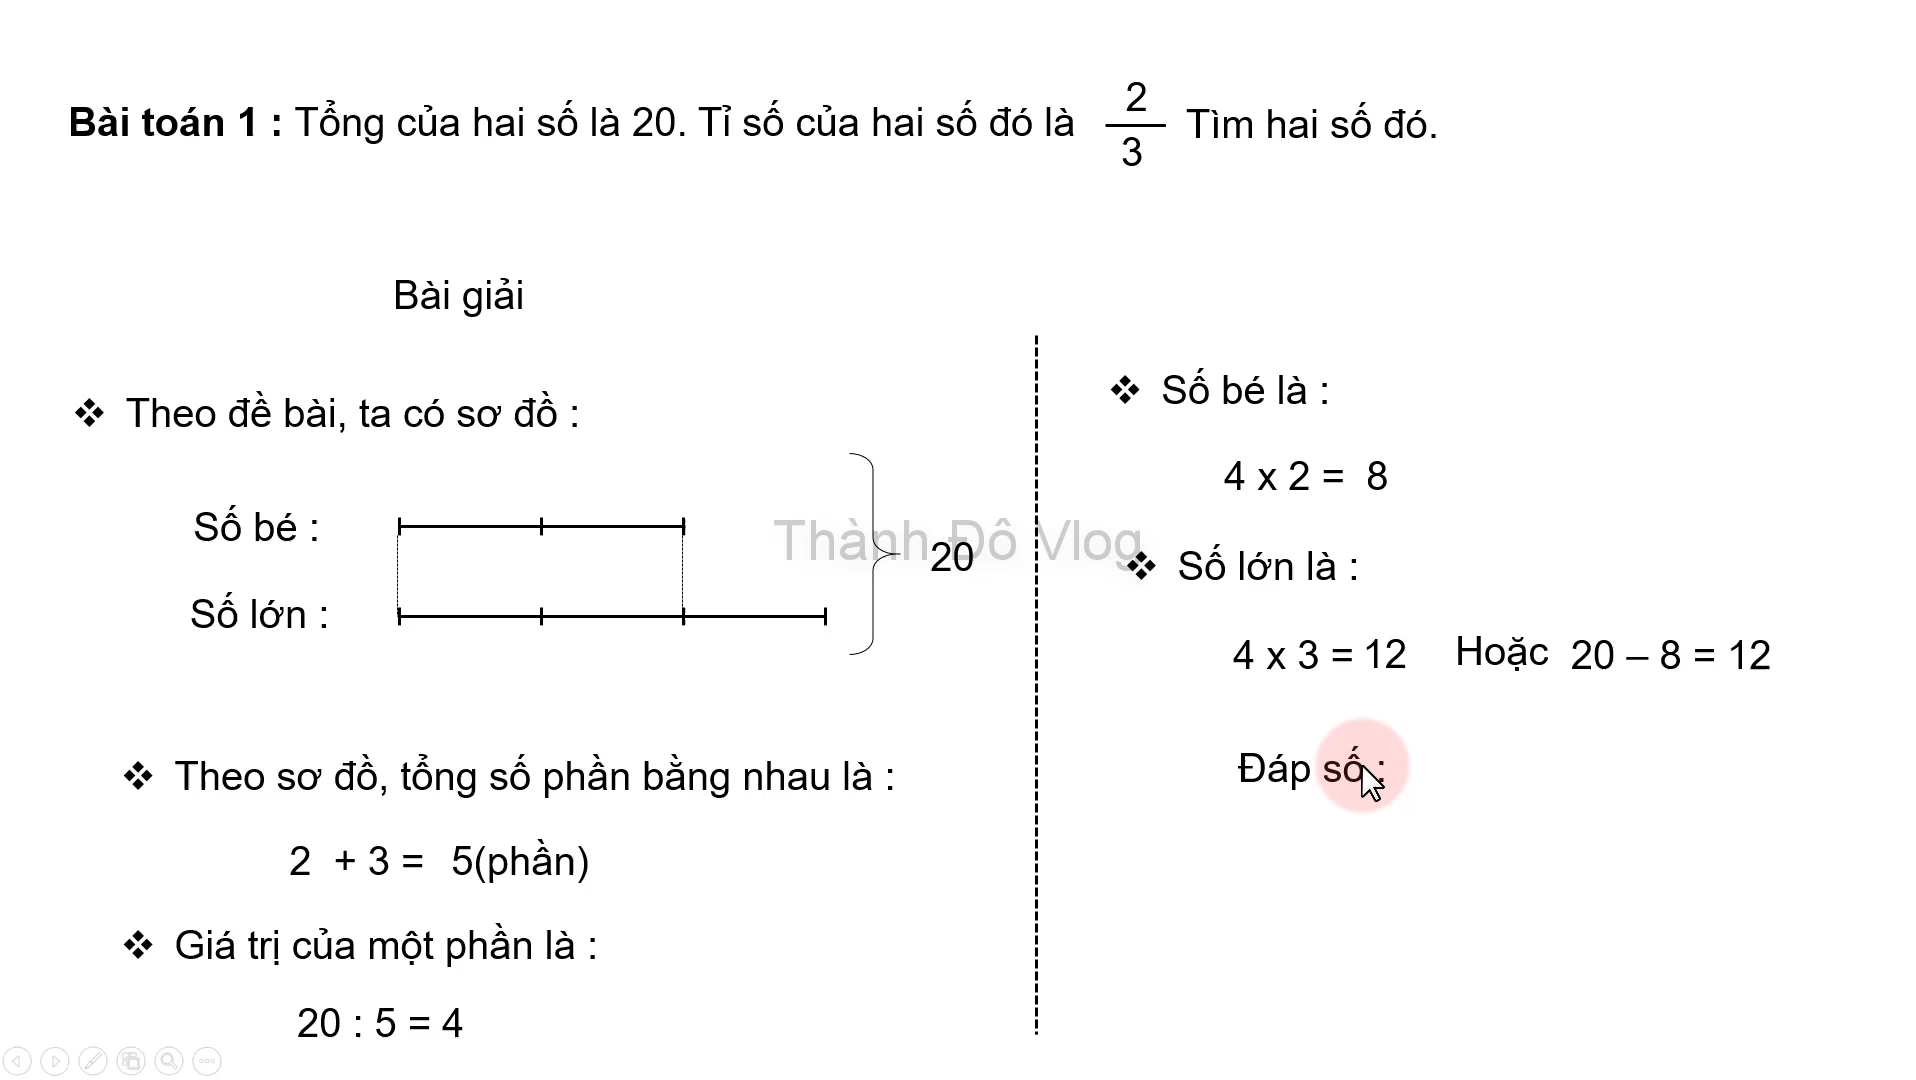 Bài toán 1 : Tổng của hai số là 20. Tỉ số của hai số đó là 2/3 Tìm hai số đó.
Bài giải
❖ Theo đề bài, ta có sơ đồ :
Số bé :
Số lớn :
20
❖ Theo sơ đồ, tổng số phần bằng nhau là :
2 + 3 = 5(phần)
❖ Giá trị của một phần là :
20 : 5 = 4
❖ Số bé là :
4 x 2 = 8
❖ Số lớn là :
4 x 3 = 12 Hoặc 20 – 8 = 12
Đáp số :
Thành Đô Vlog